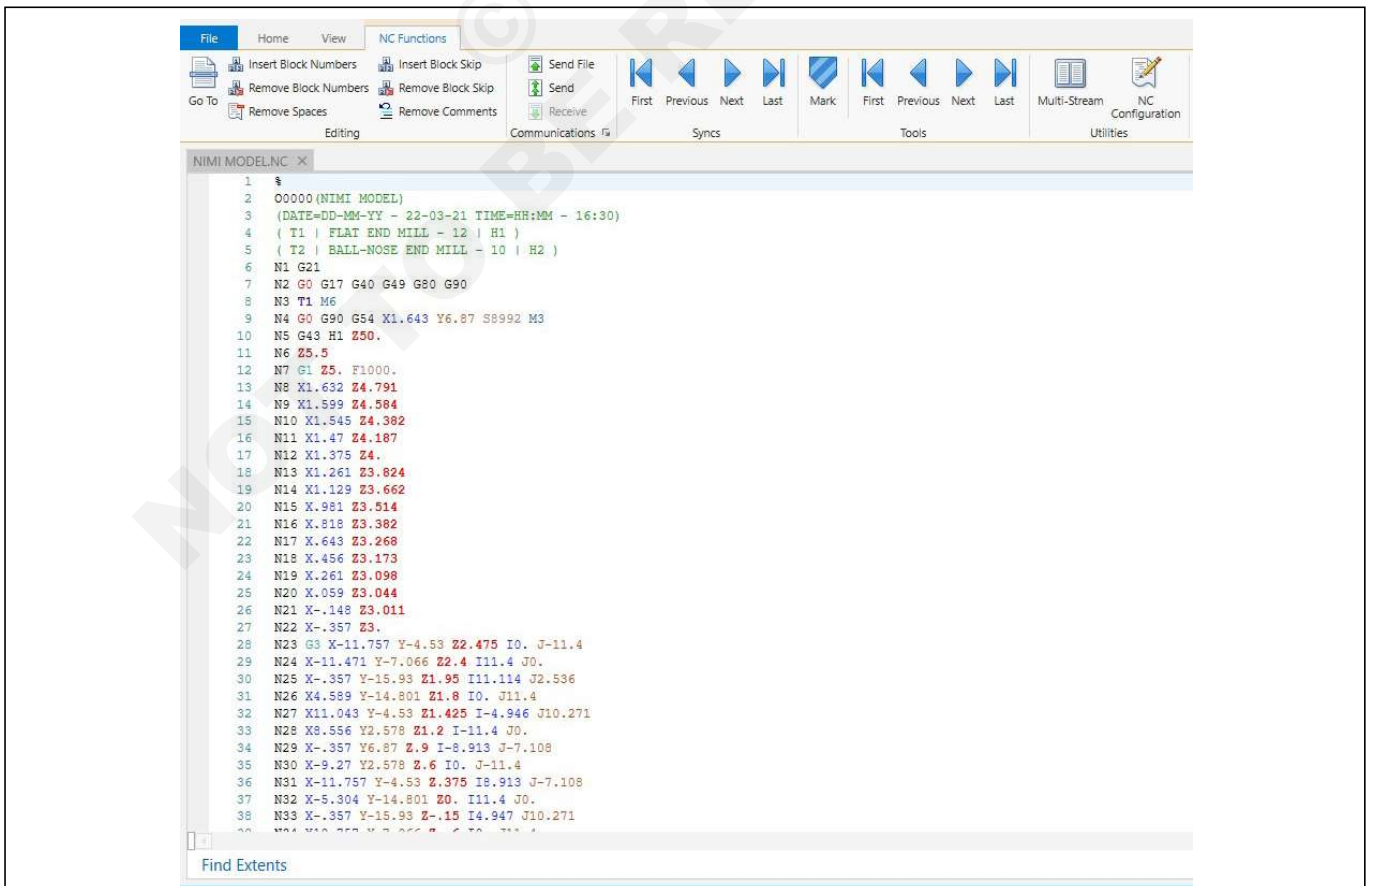 File Home View NC Functions
Insert Block Numbers Insert Block Skip Send File
Remove Block Numbers Remove Block Skip Send
Go To First Previous Next Last Mark First Previous Next Last Multi-Stream NC Configuration
Remove Spaces Remove Comments Receive
Editing Communications Syncs Tools Utilities
NIMI MODEL.NC ×
1 %
2 O0000(NIMI MODEL)
3 (DATE=DD-MM-YY - 22-03-21 TIME=HH:MM - 16:30)
4 ( T1 | FLAT END MILL - 12 | H1 )
5 ( T2 | BALL-NOSE END MILL - 10 | H2 )
6 N1 G21
7 N2 G0 G17 G40 G49 G80 G90
8 N3 T1 M6
9 N4 G0 G90 G54 X1.643 Y6.87 S8992 M3
10 N5 G43 H1 Z50.
11 N6 Z5.5
12 N7 G1 Z5. F1000.
13 N8 X1.632 Z4.791
14 N9 X1.599 Z4.584
15 N10 X1.545 Z4.382
16 N11 X1.47 Z4.187
17 N12 X1.375 Z4.
18 N13 X1.261 Z3.824
19 N14 X1.129 Z3.662
20 N15 X.981 Z3.514
21 N16 X.818 Z3.382
22 N17 X.643 Z3.268
23 N18 X.456 Z3.173
24 N19 X.261 Z3.098
25 N20 X.059 Z3.044
26 N21 X-.148 Z3.011
27 N22 X-.357 Z3.
28 N23 G3 X-11.757 Y-4.53 Z2.475 I0. J-11.4
29 N24 X-11.471 Y-7.066 Z2.4 I11.4 J0.
30 N25 X-.357 Y-15.93 Z1.95 I11.114 J2.536
31 N26 X4.589 Y-14.801 Z1.8 I0. J11.4
32 N27 X11.043 Y-4.53 Z1.425 I-4.946 J10.271
33 N28 X8.556 Y2.578 Z1.2 I-11.4 J0.
34 N29 X-.357 Y6.87 Z.9 I-8.913 J-7.108
35 N30 X-9.27 Y2.578 Z.6 I0. J-11.4
36 N31 X-11.757 Y-4.53 Z.375 I8.913 J-7.108
37 N32 X-5.304 Y-14.801 Z0. I11.4 J0.
38 N33 X-.357 Y-15.93 Z-.15 I4.947 J10.271
Find Extents
NOT TO BE
©